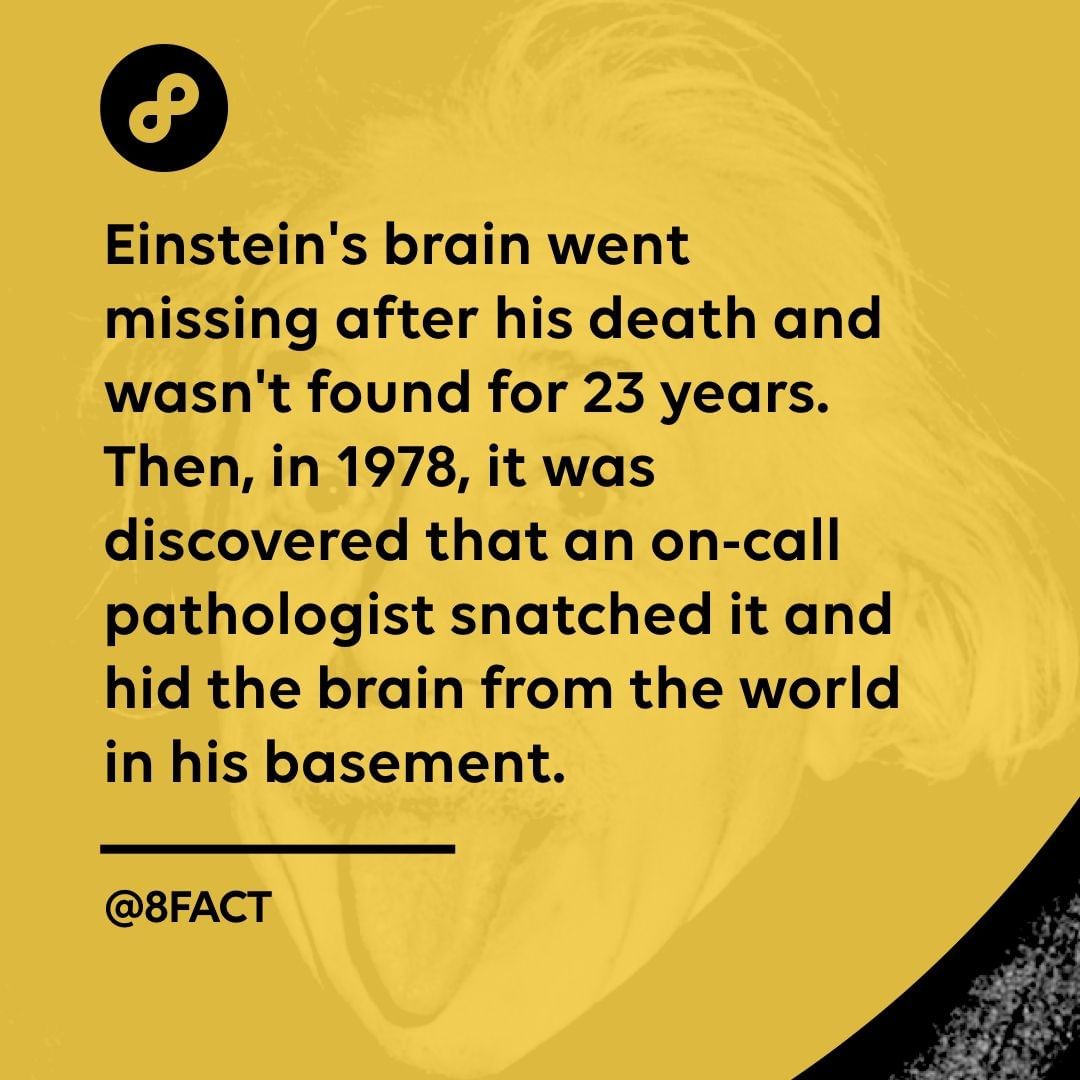 Einstein's brain went
missing after his death and
wasn't found for 23 years.
Then, in 1978, it was
discovered that an on-call
pathologist snatched it and
hid the brain from the world
in his basement.
@8FACT